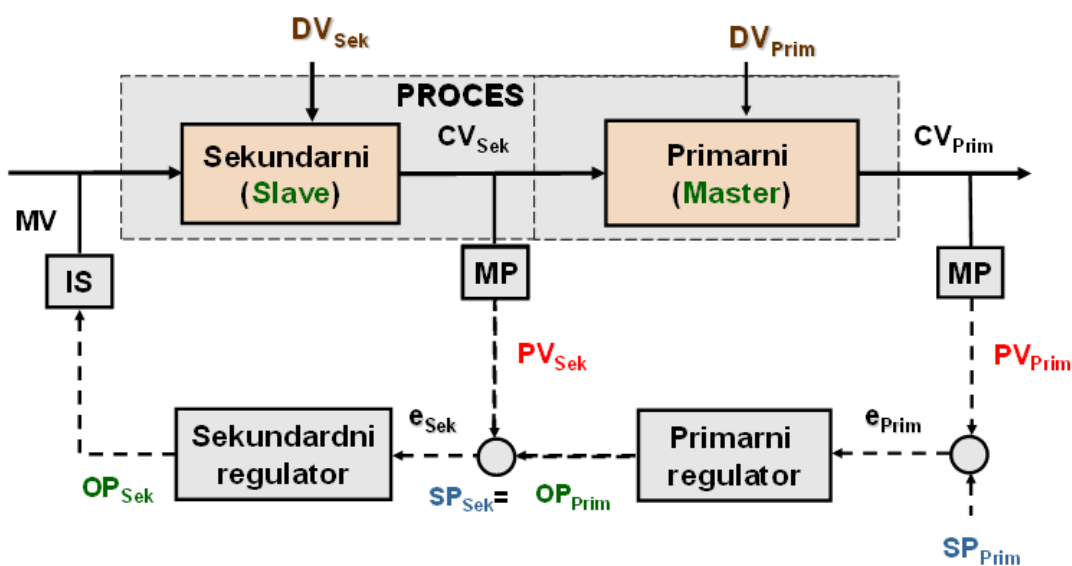 DVSek
DVPrim
PROCES
Sekundarni
(Slave)
CVSek
Primarni
(Master)
CVPrim
MV
IS
MP
MP
PVSek
PVPrim
Sekundardni
regulator
eSek
Primarni
regulator
ePrim
OPSek
SPSek=
OPPrim
SPPrim